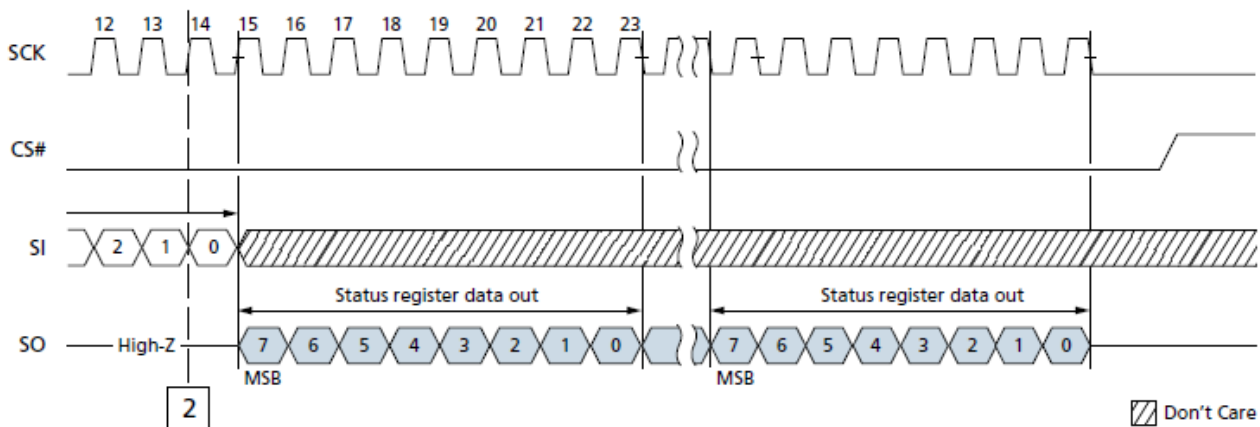 12 13 14 15 16 17 18 19 20 21 22 23
SCK
CS#
SI 2 1 0
Status register data out Status register data out
SO High-Z 7 6 5 4 3 2 1 0 7 6 5 4 3 2 1 0
MSB MSB
2
Don't Care